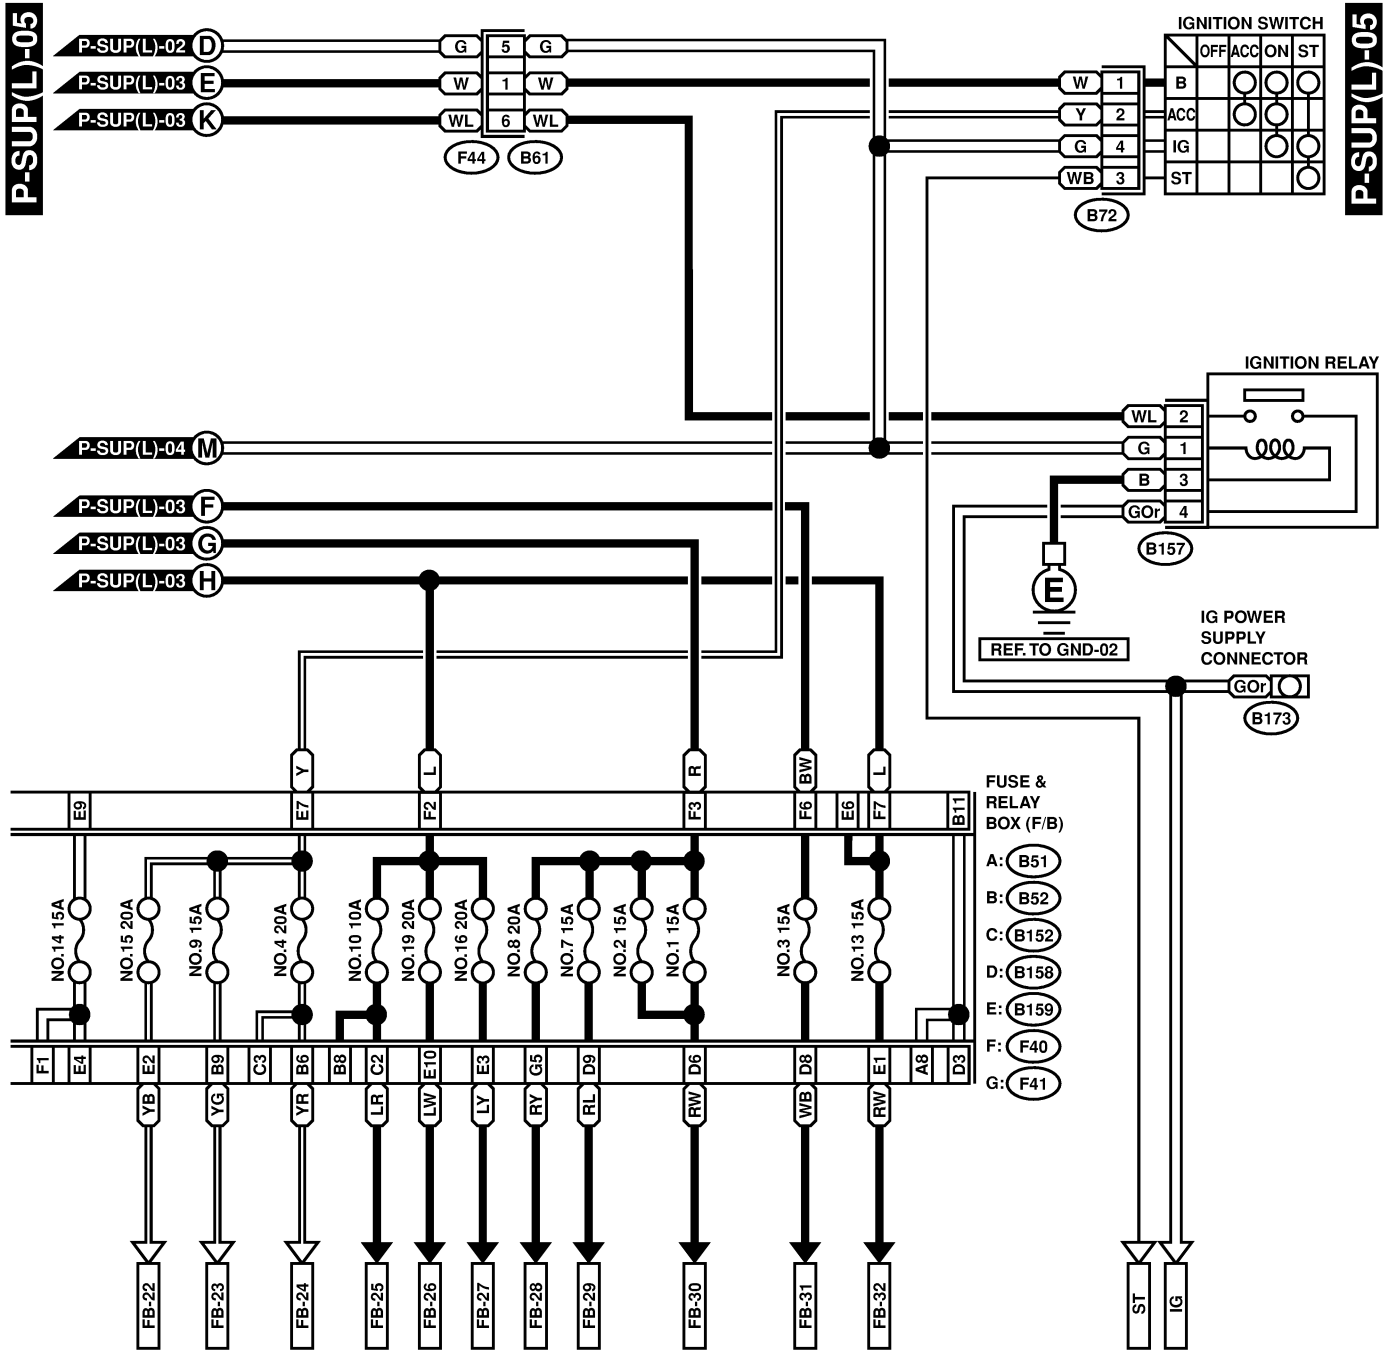 P-SUP(L)-05
P-SUP(L)-05
IGNITION SWITCH
OFF ACC ON ST
P-SUP(L)-02 D G 5 G
P-SUP(L)-03 E W 1 W W 1 B
P-SUP(L)-03 K WL 6 WL Y 2 ACC
F44 B61 G 4 IG
WB 3 ST
B72
IGNITION RELAY
WL 2
P-SUP(L)-04 M G 1
B 3
P-SUP(L)-03 F GOr 4
P-SUP(L)-03 G B157
P-SUP(L)-03 H
E
REF. TO GND-02
IG POWER
SUPPLY
CONNECTOR
GOr
B173
Y L R BW L
E9 E7 F2 F3 F6 E6 F7 B11
FUSE &
RELAY
BOX (F/B)
A: B51
B: B52
C: B152
D: B158
E: B159
F: F40
G: F41
NO.14 15A
NO.15 20A
NO.9 15A
NO.4 20A
NO.10 10A
NO.19 20A
NO.16 20A
NO.8 20A
NO.7 15A
NO.2 15A
NO.1 15A
NO.3 15A
NO.13 15A
F1 E4 E2 B9 C3 B6 B8 C2 E10 E3 G5 D9 D6 D8 E1 A8 D3
YB YG YR LR LW LY RY RL RW WB RW
FB-22 FB-23 FB-24 FB-25 FB-26 FB-27 FB-28 FB-29 FB-30 FB-31 FB-32 ST IG